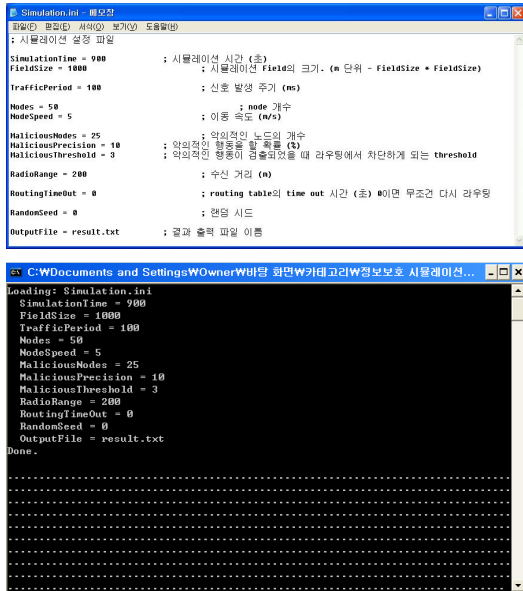 Simulation.ini - 메모장
파일(F) 편집(E) 서식(O) 보기(V) 도움말(H)
; 시뮬레이션 설정 파일
SimulationTime = 900 ; 시뮬레이션 시간 (초)
FieldSize = 1000 ; 시뮬레이션 Field의 크기. (m 단위 - FieldSize * FieldSize)
TrafficPeriod = 100 ; 신호 발생 주기 (ms)
Nodes = 50 ; node 개수
NodeSpeed = 5 ; 이동 속도 (m/s)
MaliciousNodes = 25 ; 악의적인 노드의 개수
MaliciousPrecision = 10 ; 악의적인 행동을 할 확률 (%)
MaliciousThreshold = 3 ; 악의적인 행동이 검출되었을 때 라우팅에서 차단하게 되는 threshold
RadioRange = 200 ; 수신 거리 (m)
RoutingTimeOut = 0 ; routing table의 time out 시간 (초) 0이면 무조건 다시 라우팅
RandomSeed = 0 ; 랜덤 시드
OutputFile = result.txt ; 결과 출력 파일 이름
C:₩Documents and Settings₩Owner₩바탕 화면₩카테고리₩정보보호 시뮬레이션...
Loading: Simulation.ini
SimulationTime = 900
FieldSize = 1000
TrafficPeriod = 100
Nodes = 50
NodeSpeed = 5
MaliciousNodes = 25
MaliciousPrecision = 10
MaliciousThreshold = 3
RadioRange = 200
RoutingTimeOut = 0
RandomSeed = 0
OutputFile = result.txt
Done.